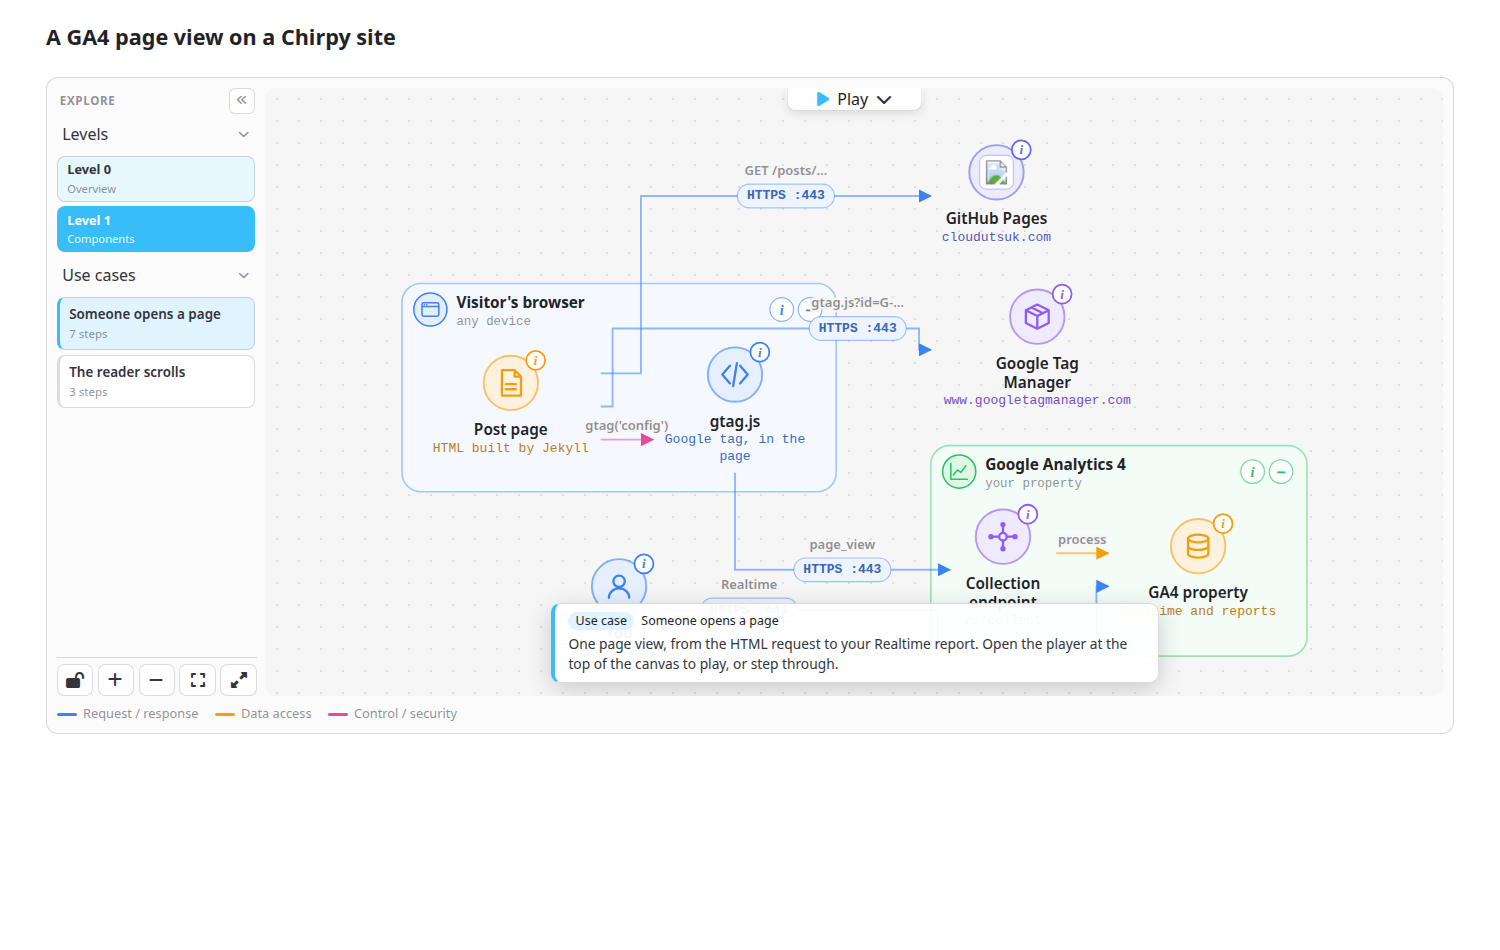 A GA4 page view on a Chirpy site
EXPLORE
Levels
Level 0
Overview
Level 1
Components
Use cases
Someone opens a page
7 steps
The reader scrolls
3 steps
Play
GET /posts/...
HTTPS :443
GitHub Pages
cloudutsuk.com
Visitor's browser
any device
gtag.js?id=G-...
HTTPS :443
Google Tag
Manager
www.googletagmanager.com
Post page
HTML built by Jekyll
gtag('config')
gtag.js
Google tag, in the
page
Google Analytics 4
your property
page_view
HTTPS :443
process
Collection
endpoint
GA4 property
Realtime
HTTPS :443
Use case
Someone opens a page
One page view, from the HTML request to your Realtime report. Open the player at the
top of the canvas to play, or step through.
Request / response
Data access
Control / security